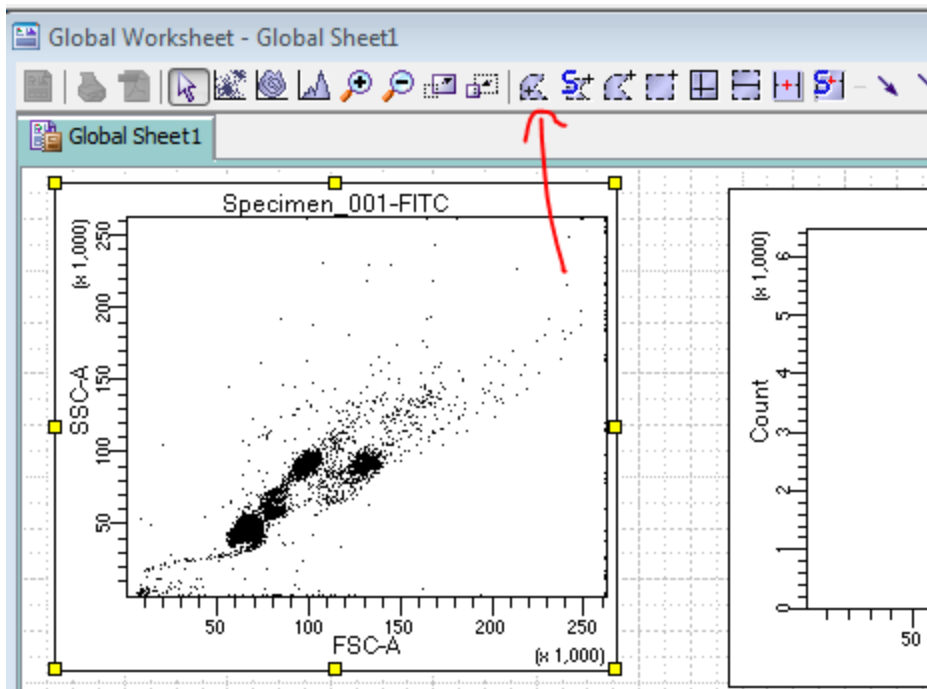 Global Worksheet - Global Sheet1
Global Sheet1
Specimen_001-FITC
(x 1,000)
250
200
150
100
50
SSC-A
50
100
150
200
250
FSC-A
(x 1,000)
(x 1,000)
6
5
4
3
2
1
0
Count
50